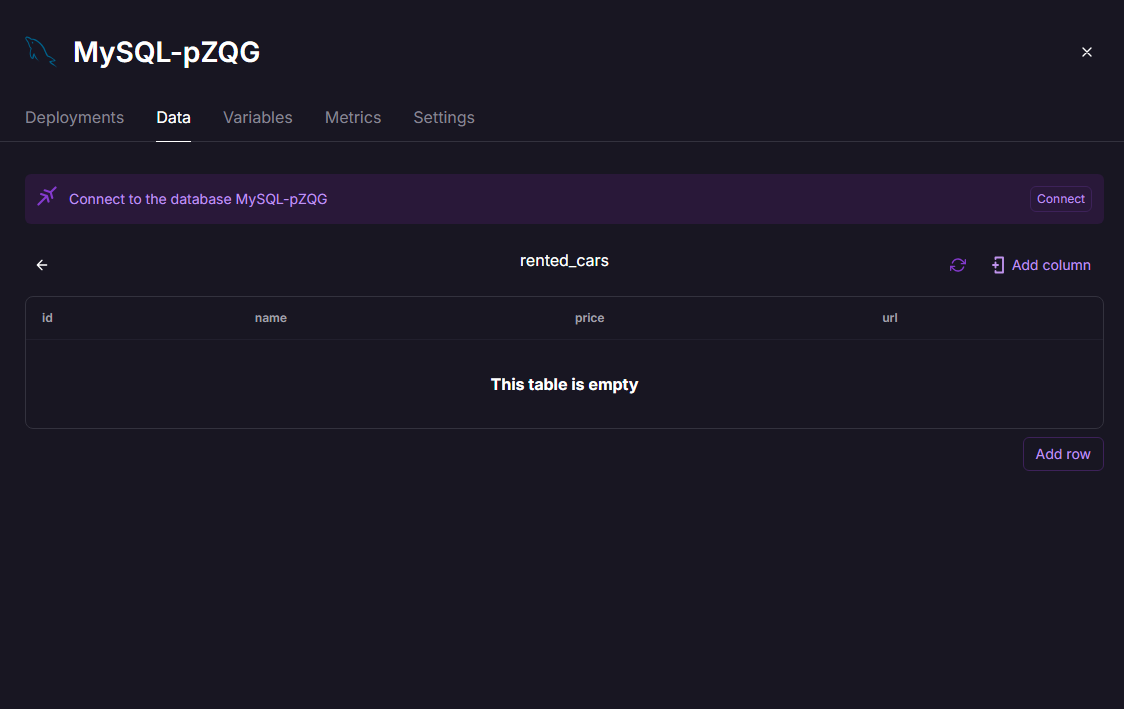 MySQL-pZQG
Deployments Data Variables Metrics Settings
Connect to the database MySQL-pZQG Connect
rented_cars Add column
id name price url
This table is empty
Add row